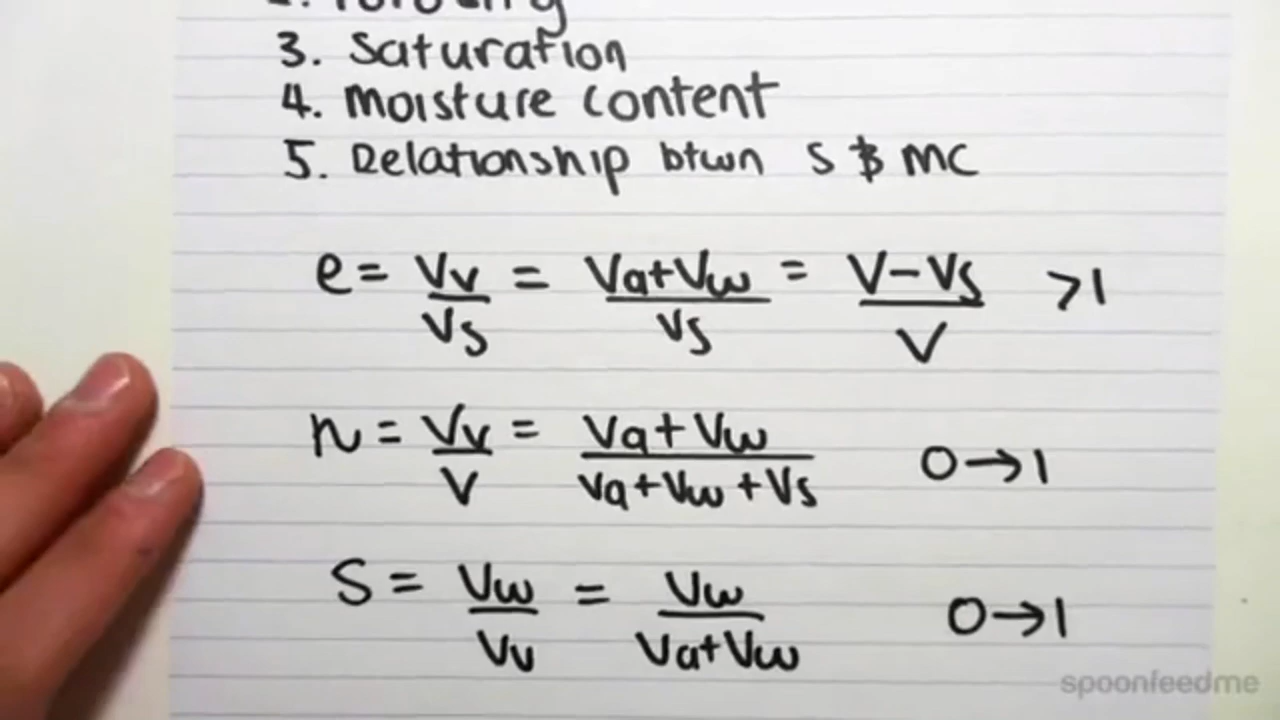 3. Saturation
4. Moisture content
5. Relationship btwn S & MC
e = Vv/Vs = Va+Vw/Vs = V-Vs/V >1
n = Vv/V = Va+Vw/Va+Vw+Vs 0→1
S = Vw/Vv = Vw/Va+Vw 0→1
spoonfeedme